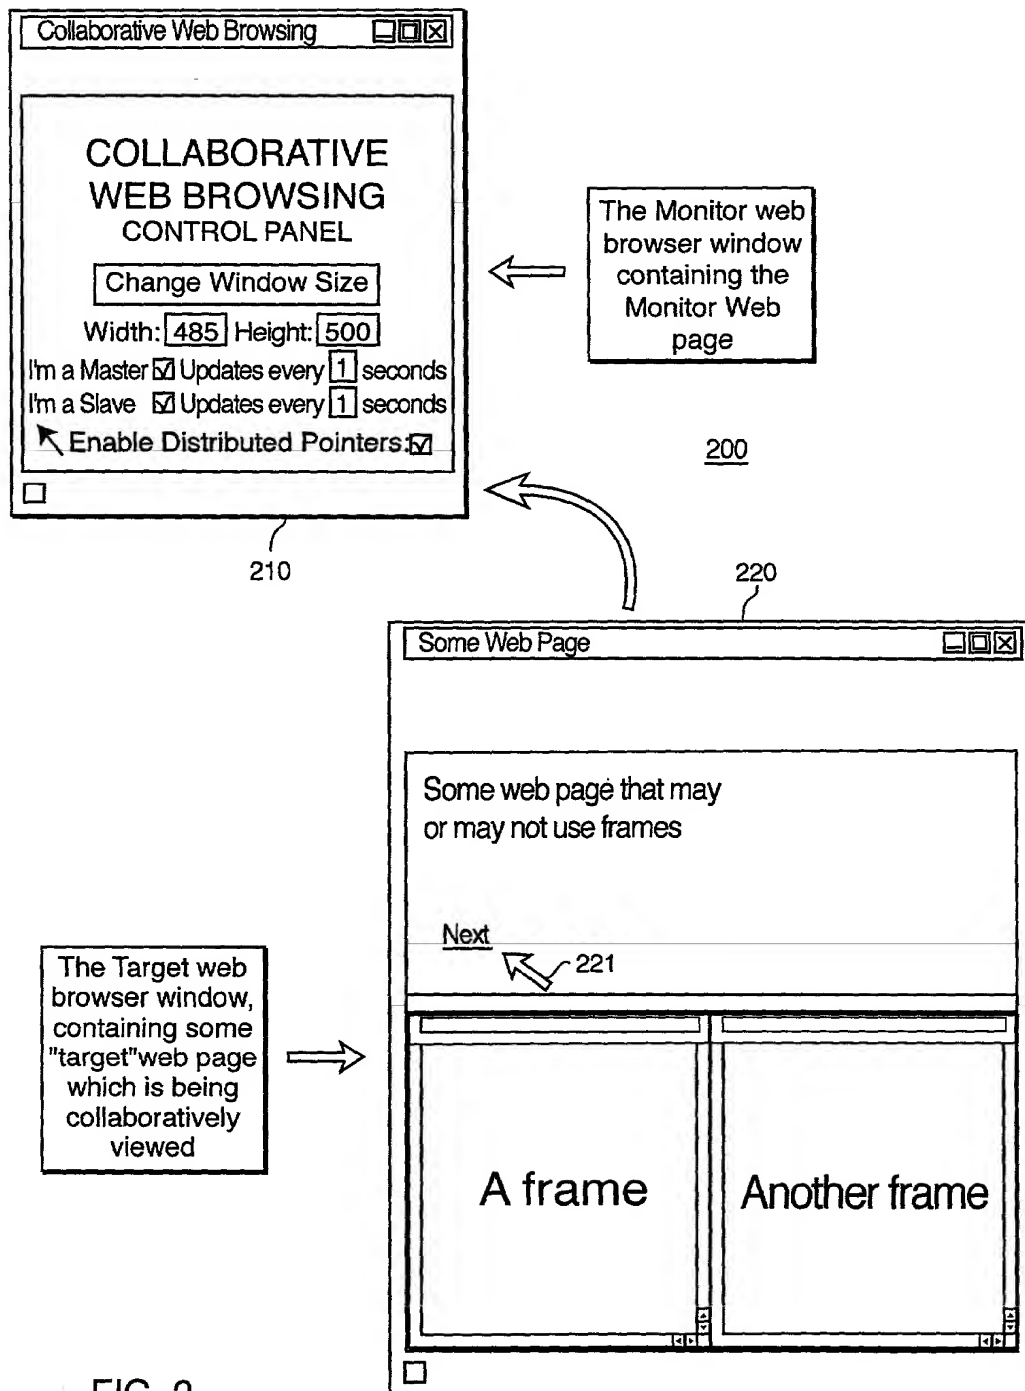 Collaborative Web Browsing
COLLABORATIVE
WEB BROWSING
CONTROL PANEL
Change Window Size
Width: 485 Height: 500
I'm a Master Updates every 1 seconds
I'm a Slave Updates every 1 seconds
Enable Distributed Pointers:
210
The Monitor web
browser window
containing the
Monitor Web
page
200
220
Some Web Page
Some web page that may
or may not use frames
Next
221
The Target web
browser window,
containing some
"target"web page
which is being
collaboratively
viewed
A frame
Another frame
FIG. 2